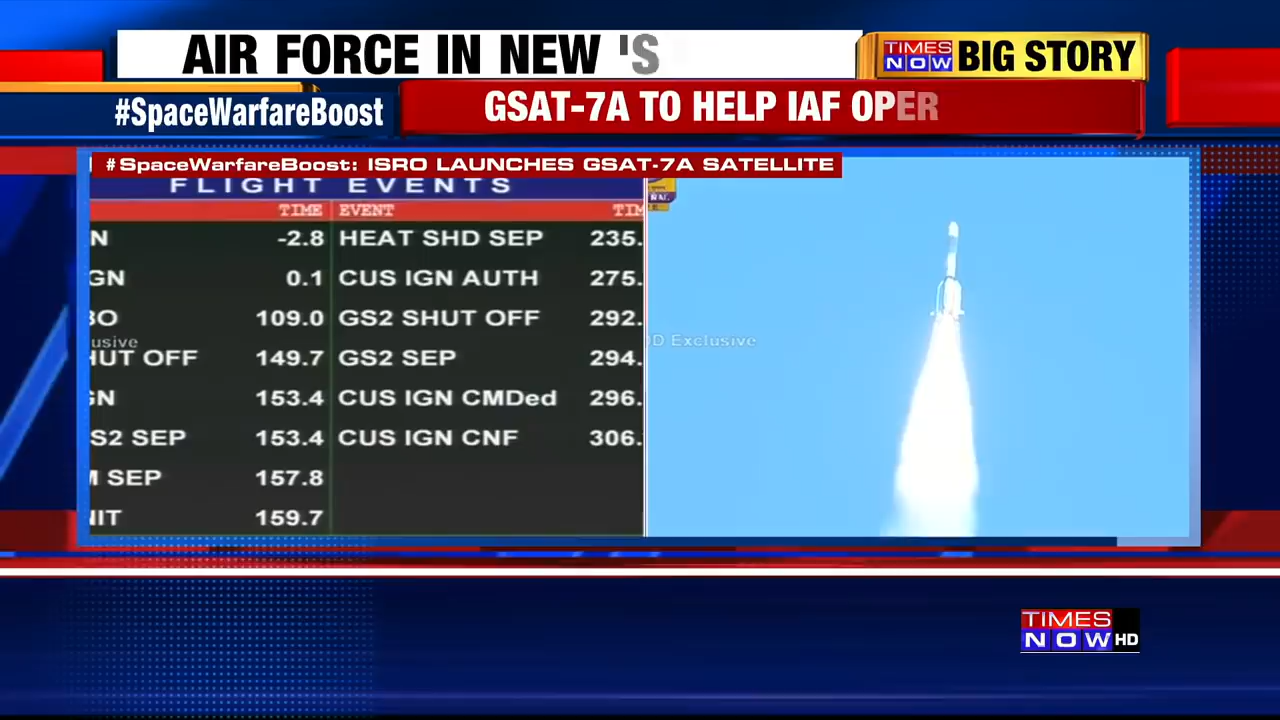 AIR FORCE IN NEW 'S
TIMES NOW BIG STORY
#SpaceWarfareBoost
GSAT-7A TO HELP IAF OPER
#SpaceWarfareBoost: ISRO LAUNCHES GSAT-7A SATELLITE
FLIGHT EVENTS
TIME EVENT TIM
N -2.8 HEAT SHD SEP 235.
GN 0.1 CUS IGN AUTH 275.
BO 109.0 GS2 SHUT OFF 292.
usive
D Exclusive
HUT OFF 149.7 GS2 SEP 294.
GN 153.4 CUS IGN CMDed 296.
S2 SEP 153.4 CUS IGN CNF 306.
SEP 157.8
IT 159.7
TIMES
NOW HD